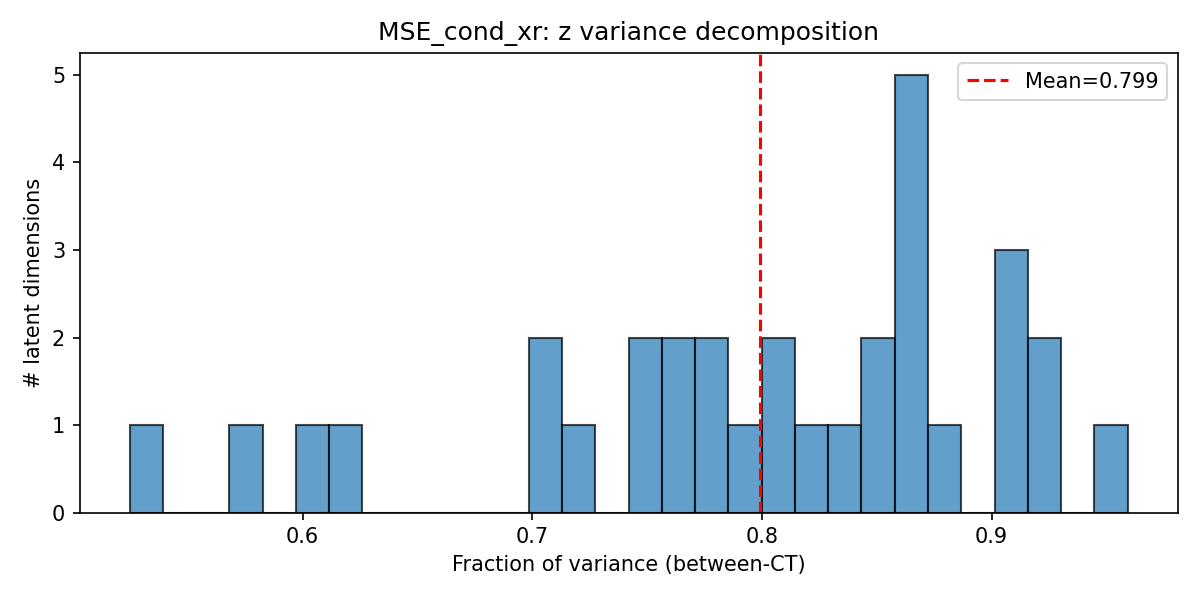 MSE_cond_xr: z variance decomposition
Mean=0.799
# latent dimensions
5
4
3
2
1
0
0.6 0.7 0.8 0.9
Fraction of variance (between-CT)